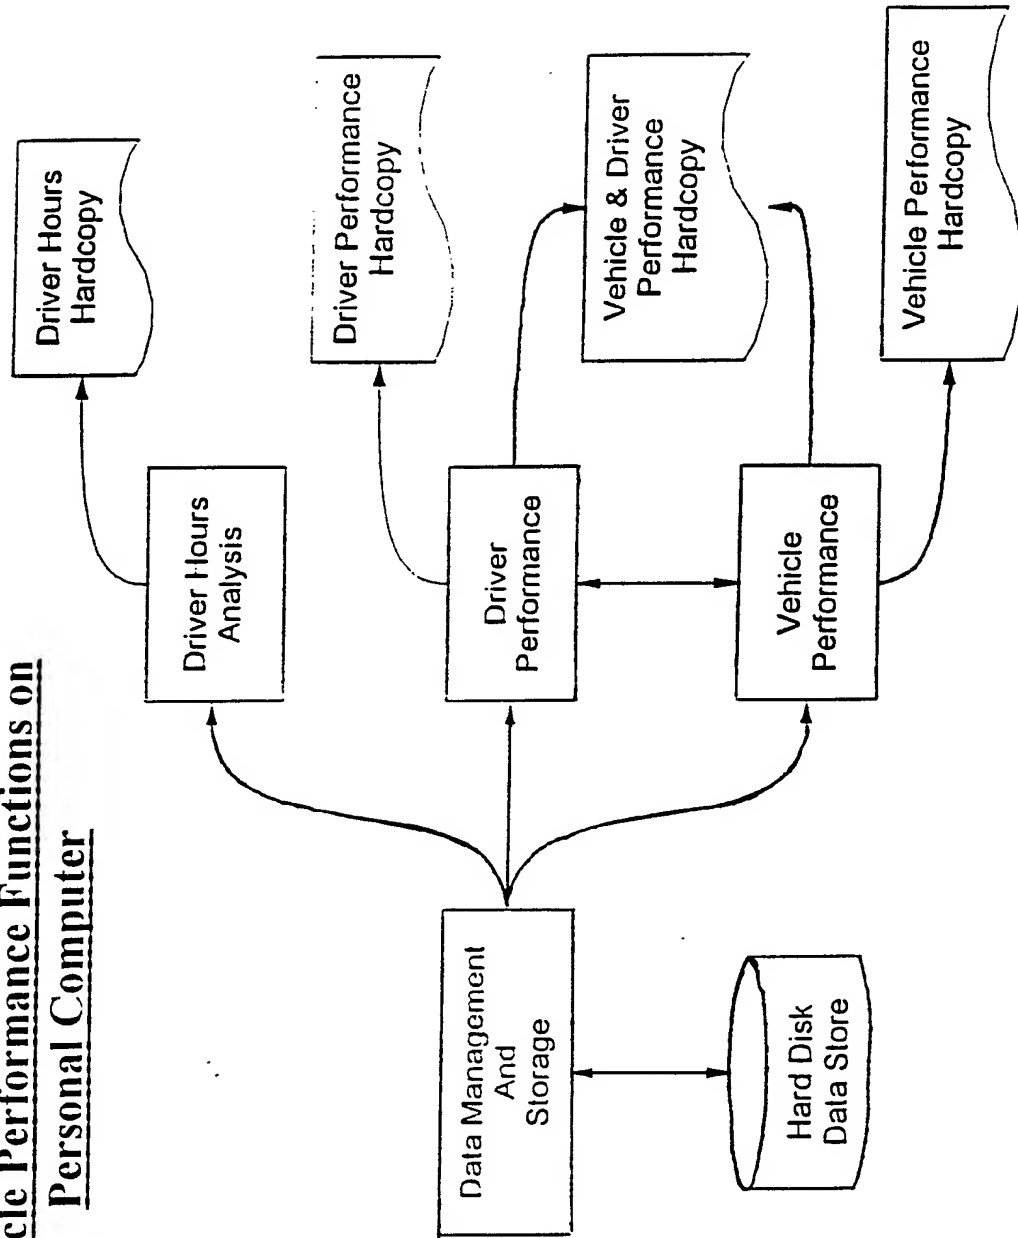 cle Performance Functions on
Personal Computer
Data Management
And
Storage
Hard Disk
Data Store
Driver Hours
Analysis
Driver
Performance
Vehicle
Performance
Driver Hours
Hardcopy
Driver Performance
Hardcopy
Vehicle & Driver
Performance
Hardcopy
Vehicle Performance
Hardcopy